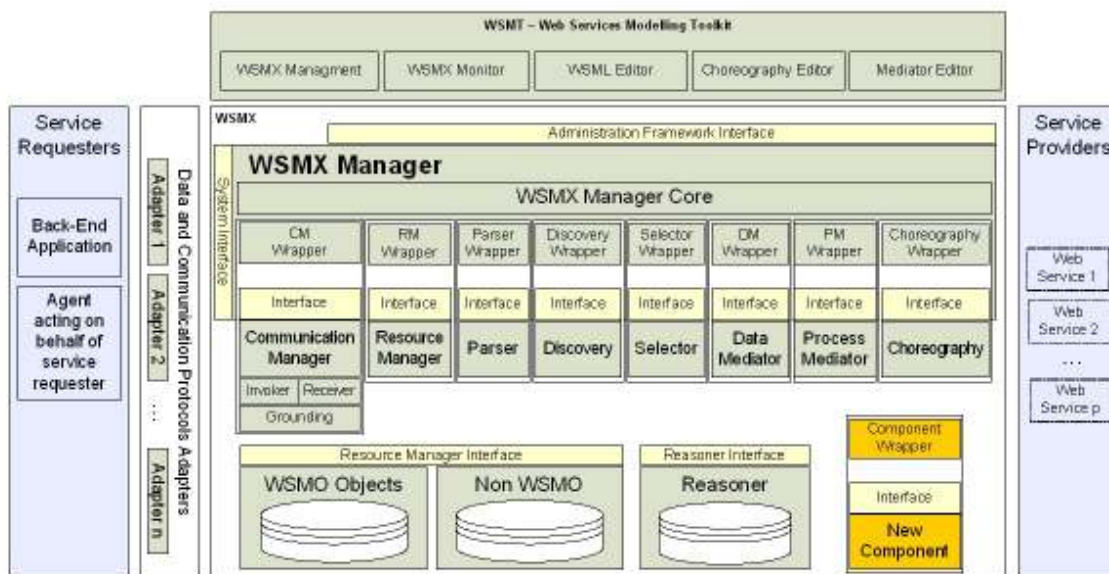 WSMT – Web Services Modelling Toolkit
WSMX Managment
WSMX Monitor
WSML Editor
Choreography Editor
Mediator Editor
Service
Requesters
Back-End
Application
Agent
acting on
behalf of
service
requester
Data and Communication Protocols Adapters
Adapter 1
Adapter 2
...
Adapter n
WSMX
Administration Framework Interface
System Interface
WSMX Manager
WSMX Manager Core
CM
Wrapper
RM
Wrapper
Parser
Wrapper
Discovery
Wrapper
Selector
Wrapper
DM
Wrapper
PM
Wrapper
Choreography
Wrapper
Interface
Interface
Interface
Interface
Interface
Interface
Interface
Interface
Communication
Manager
Resource
Manager
Parser
Discovery
Selector
Data
Mediator
Process
Mediator
Choreography
Invoker
Receiver
Grounding
Resource Manager Interface
WSMO Objects
Non WSMO
Reasoner Interface
Reasoner
Component
Wrapper
Interface
New
Component
Service
Providers
Web
Service 1
Web
Service 2
...
Web
Service p